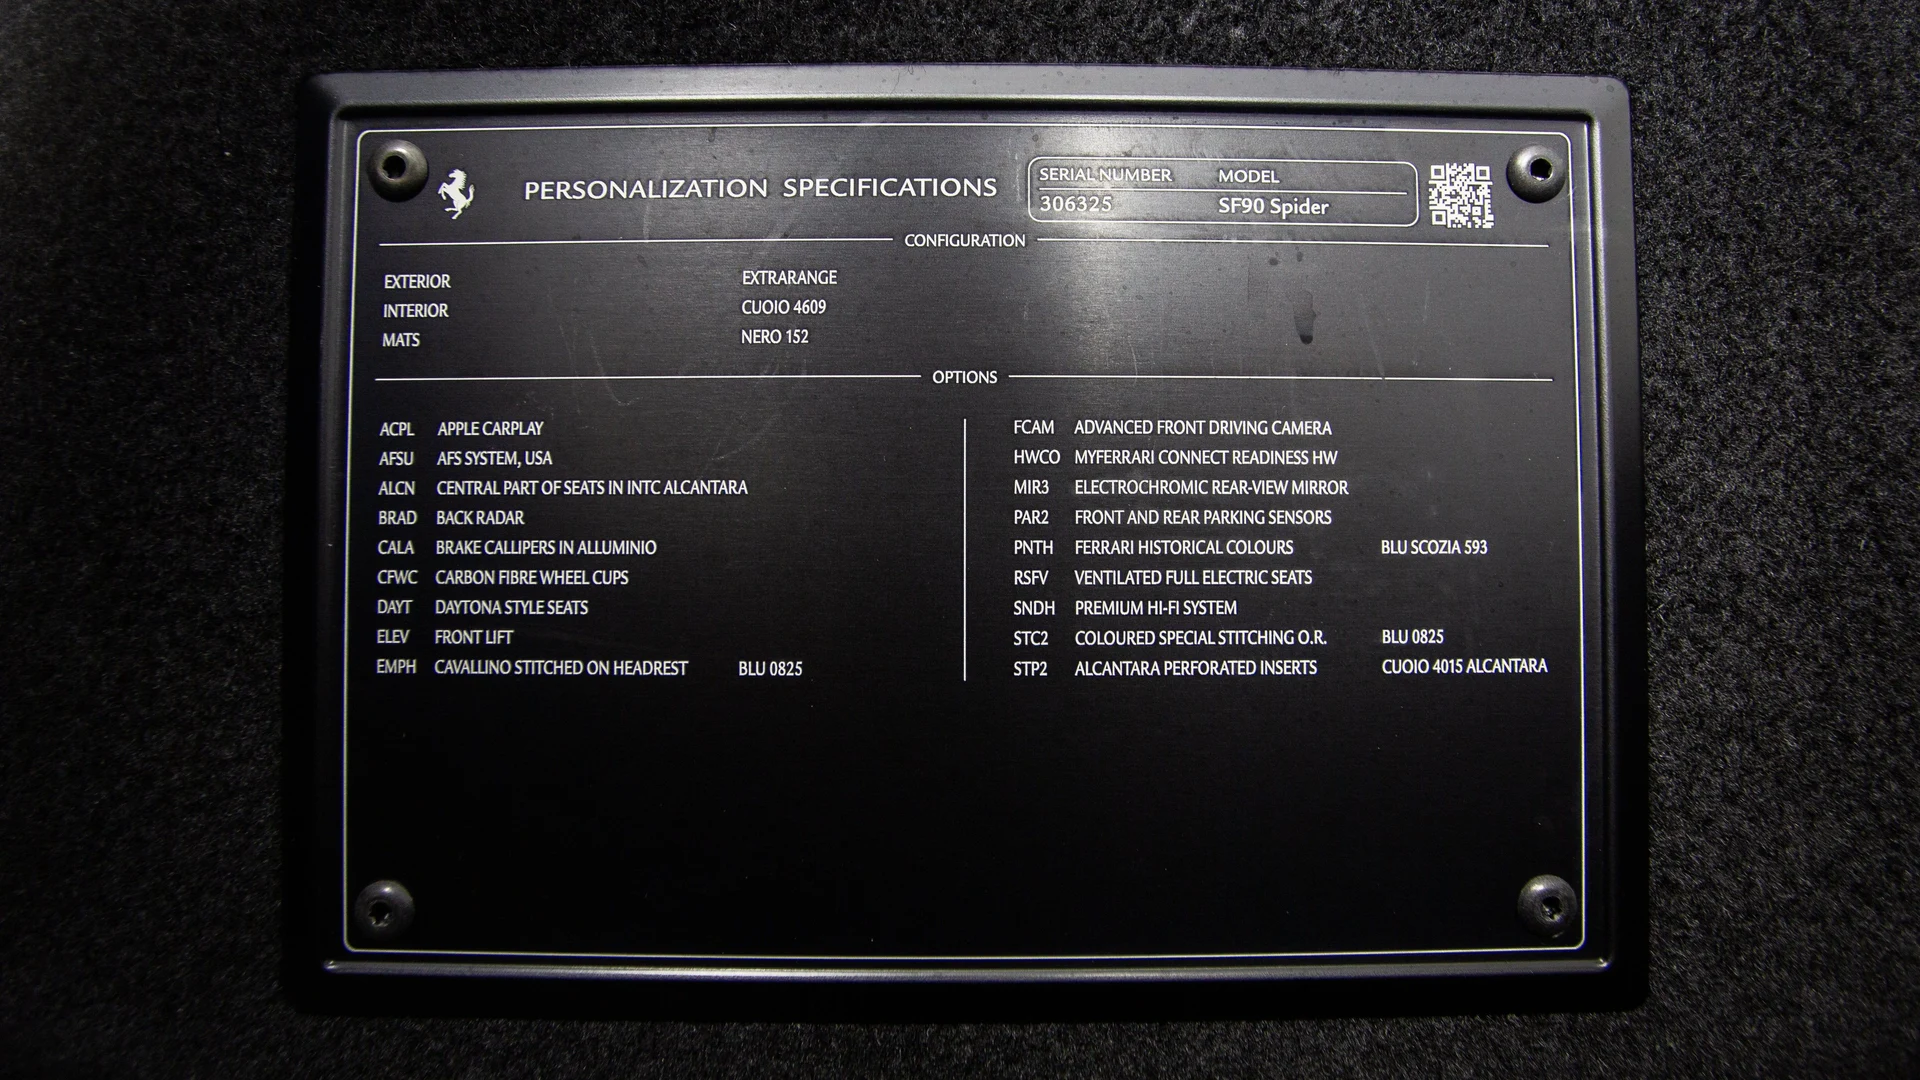 PERSONALIZATION SPECIFICATIONS
SERIAL NUMBER MODEL
306325 SF90 Spider
CONFIGURATION
EXTERIOR EXTRARANGE
INTERIOR CUOIO 4609
MATS NERO 152
OPTIONS
ACPL APPLE CARPLAY
AFSU AFS SYSTEM, USA
ALCN CENTRAL PART OF SEATS IN INTC ALCANTARA
BRAD BACK RADAR
CALA BRAKE CALLIPERS IN ALLUMINIO
CFWC CARBON FIBRE WHEEL CUPS
DAYT DAYTONA STYLE SEATS
ELEV FRONT LIFT
EMPH CAVALLINO STITCHED ON HEADREST BLU 0825
FCAM ADVANCED FRONT DRIVING CAMERA
HWCO MYFERRARI CONNECT READINESS HW
MIR3 ELECTROCHROMIC REAR-VIEW MIRROR
PAR2 FRONT AND REAR PARKING SENSORS
PNTH FERRARI HISTORICAL COLOURS BLU SCOZIA 593
RSFV VENTILATED FULL ELECTRIC SEATS
SNDH PREMIUM HI-FI SYSTEM
STC2 COLOURED SPECIAL STITCHING O.R. BLU 0825
STP2 ALCANTARA PERFORATED INSERTS CUOIO 4015 ALCANTARA